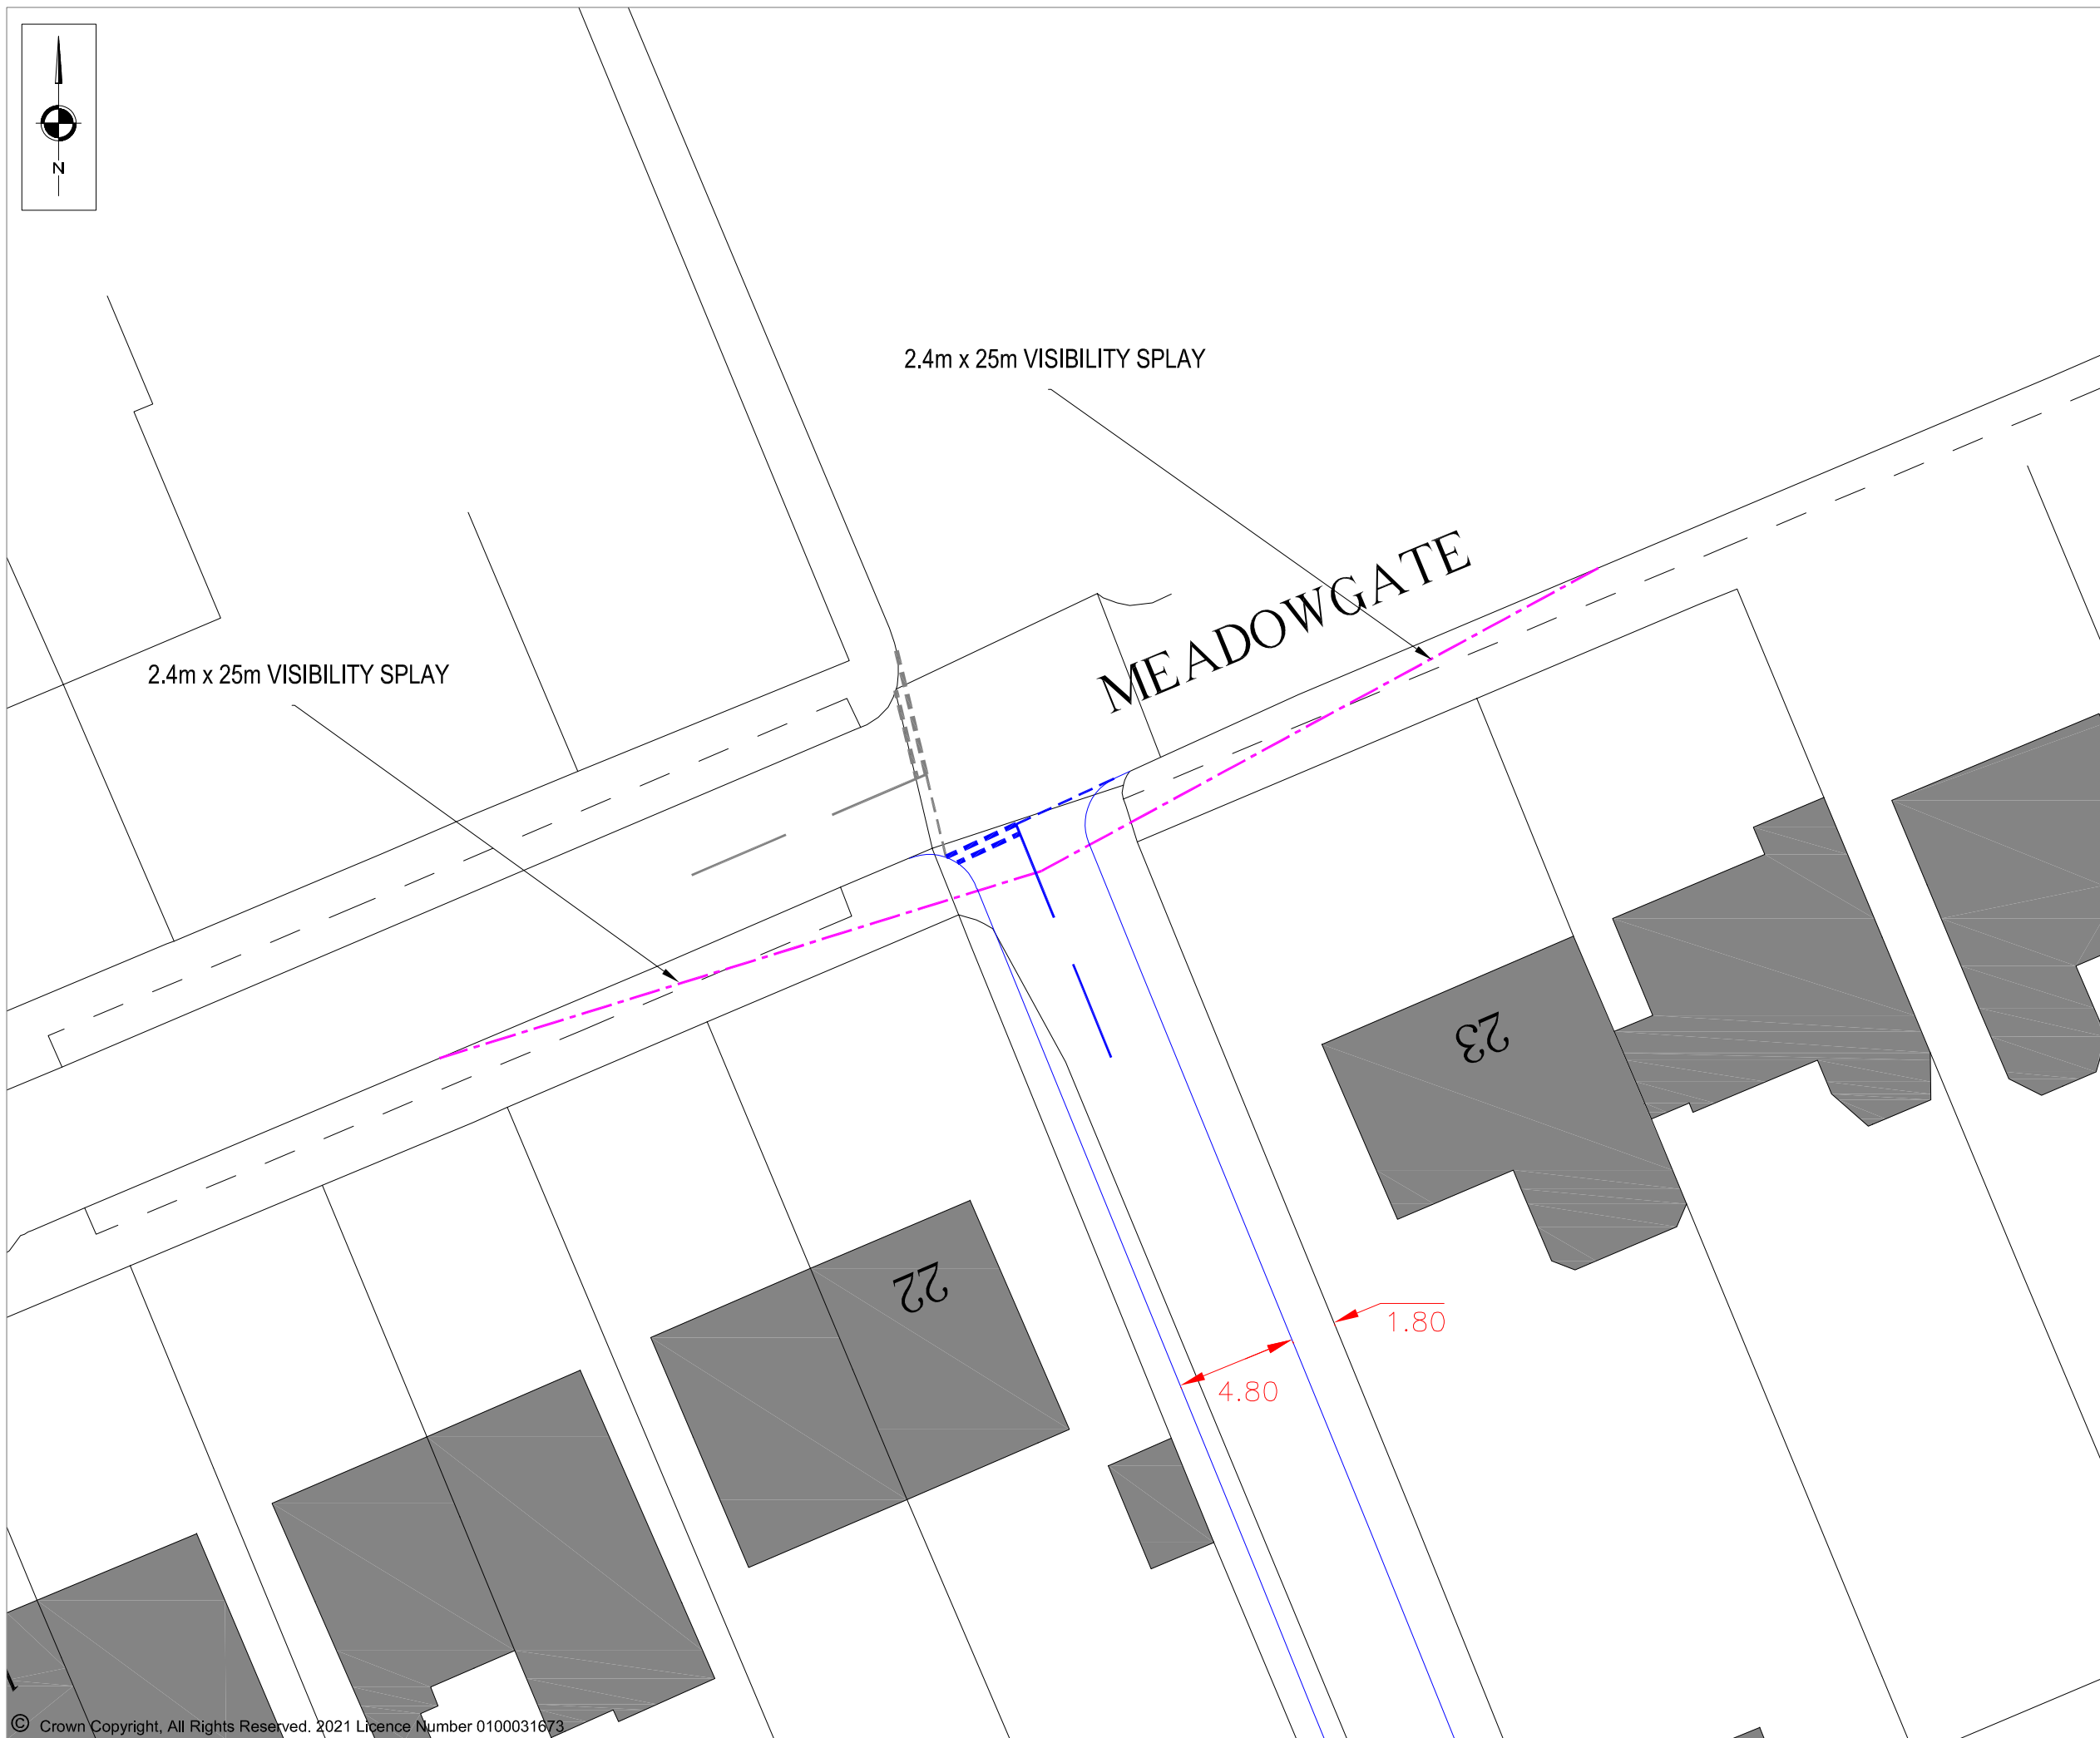 N
2.4m x 25m VISIBILITY SPLAY
MEADOWGATE
2.4m x 25m VISIBILITY SPLAY
23
22
1.80
4.80
© Crown Copyright, All Rights Reserved. 2021 Licence Number 0100031673